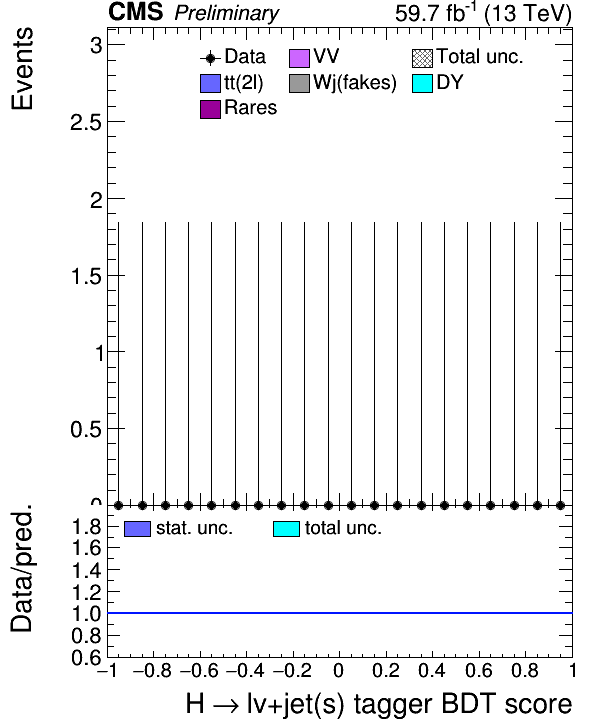 CMS Preliminary 59.7 fb-1 (13 TeV)
Events
3
2.5
2
1.5
1
0.5
0
Data VV Total unc.
tt(2l) Wj(fakes) DY
Rares
Data/pred.
1.8
1.6
1.4
1.2
1.0
0.8
0.6
stat. unc. total unc.
−1 −0.8 −0.6 −0.4 −0.2 0 0.2 0.4 0.6 0.8 1
H → lν+jet(s) tagger BDT score